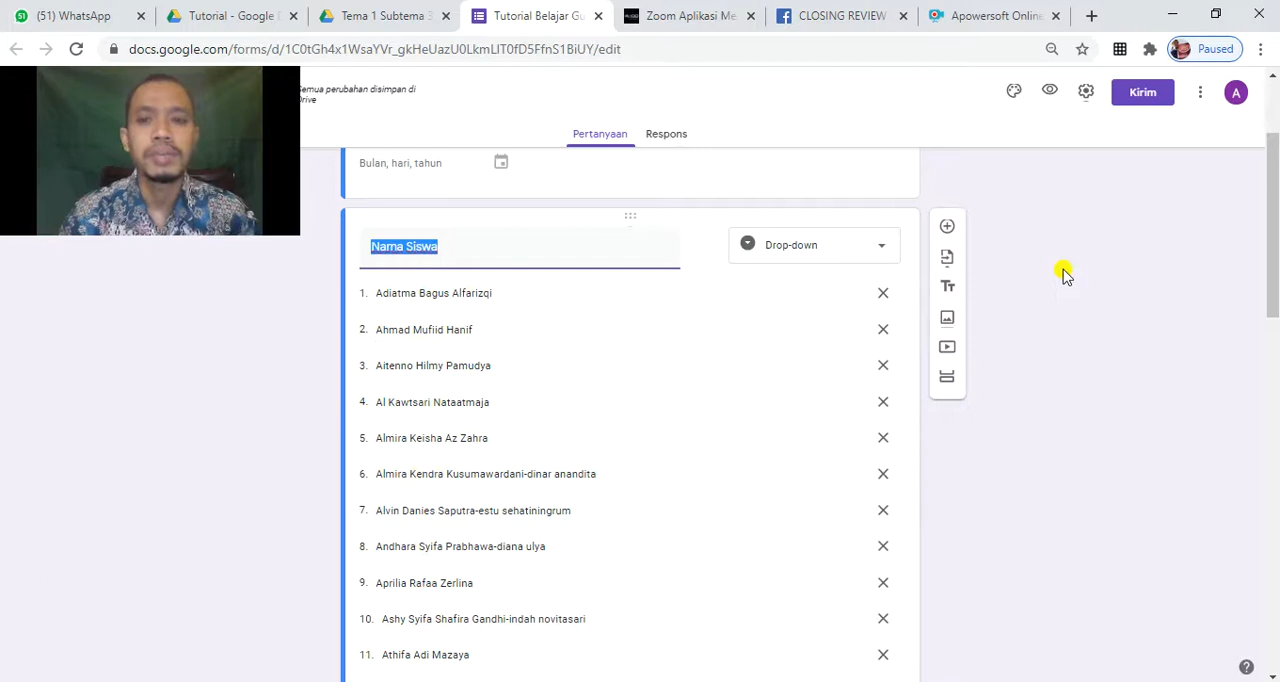 (51) WhatsApp
Tutorial - Google D
Tema 1 Subtema 3
Tutorial Belajar Gu
Zoom Aplikasi Me
CLOSING REVIEW
Apowersoft Online
docs.google.com/forms/d/1C0tGh4x1WsaYVr_gkHeUazU0LkmLIT0fD5FfnS1BiUY/edit
Paused
Semua perubahan disimpan di
Drive
Kirim
A
Pertanyaan
Respons
Bulan, hari, tahun
Nama Siswa
Drop-down
1. Adiatma Bagus Alfarizqi
2. Ahmad Mufiid Hanif
3. Aitenno Hilmy Pamudya
4. Al Kawtsari Nataatmaja
5. Almira Keisha Az Zahra
6. Almira Kendra Kusumawardani-dinar anandita
7. Alvin Danies Saputra-estu sehatiningrum
8. Andhara Syifa Prabhawa-diana ulya
9. Aprilia Rafaa Zerlina
10. Ashy Syifa Shafira Gandhi-indah novitasari
11. Athifa Adi Mazaya